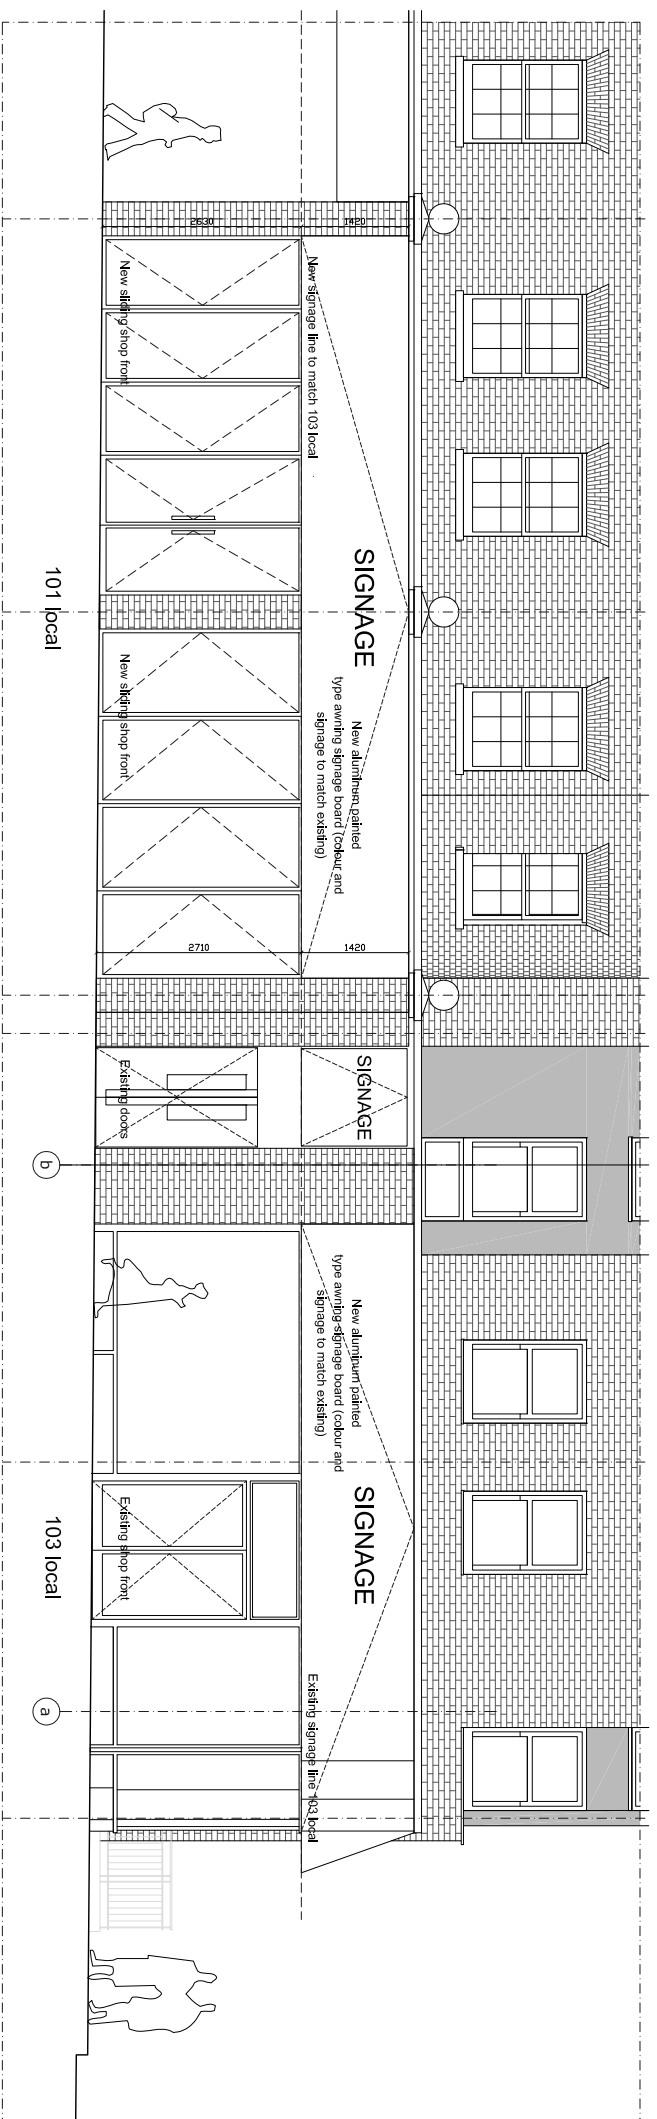 2630
1420
New signage line to match 103 local
New sliding shop front
SIGNAGE
New aluminum painted
type awning signage board (colour and
signage to match existing)
New sliding shop front
101 local
2710
1420
SIGNAGE
Existing doors
b
New aluminum painted
type awning signage board (colour and
signage to match existing)
SIGNAGE
Existing shop front
103 local
Existing signage line 103 local
a